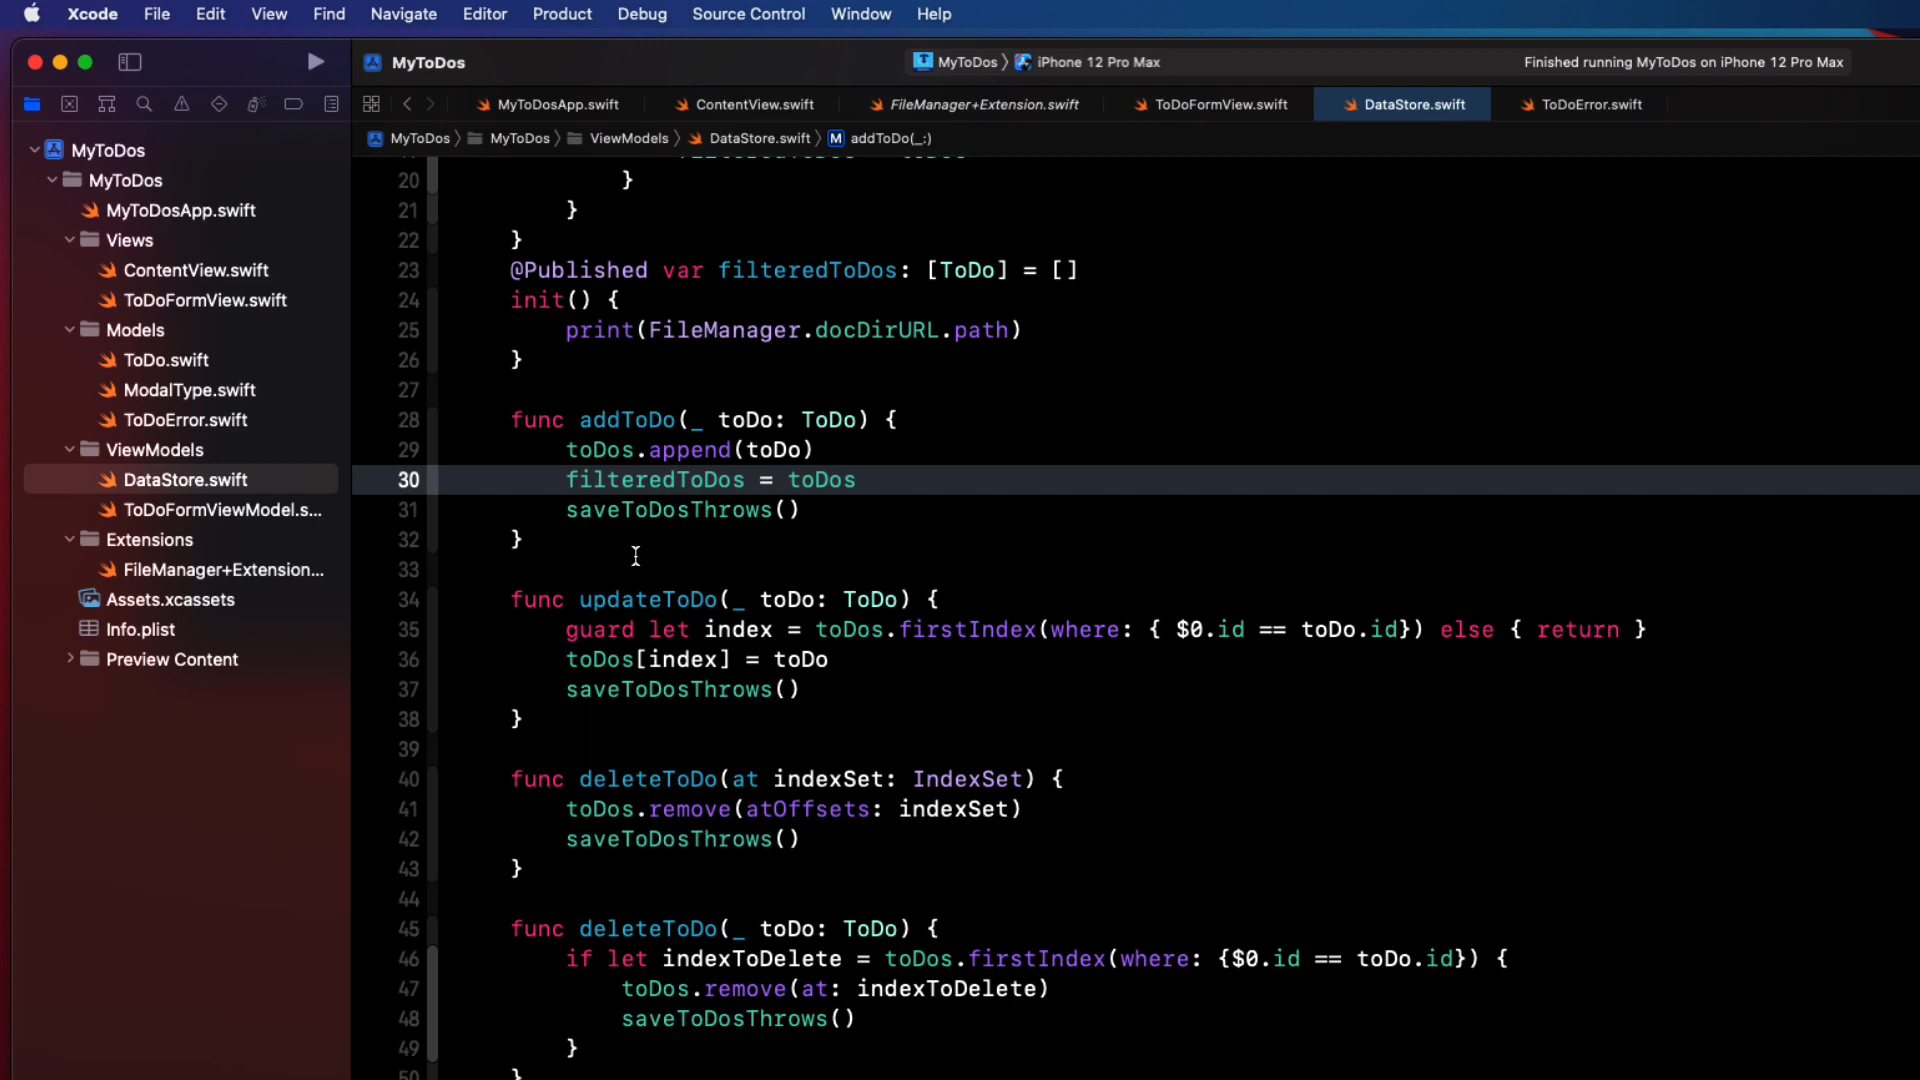 Xcode File Edit View Find Navigate Editor Product Debug Source Control Window Help
MyToDos MyToDos iPhone 12 Pro Max Finished running MyToDos on iPhone 12 Pro Max
MyToDosApp.swift ContentView.swift FileManager+Extension.swift ToDoFormView.swift DataStore.swift ToDoError.swift
MyToDos MyToDos ViewModels DataStore.swift M addToDo(_:)
MyToDos
MyToDos
MyToDosApp.swift
Views
ContentView.swift
ToDoFormView.swift
Models
ToDo.swift
ModalType.swift
ToDoError.swift
ViewModels
DataStore.swift
ToDoFormViewModel.s...
Extensions
FileManager+Extension...
Assets.xcassets
Info.plist
Preview Content
20 }
21 }
22 }
23 @Published var filteredToDos: [ToDo] = []
24 init() {
25 print(FileManager.docDirURL.path)
26 }
27
28 func addToDo(_ toDo: ToDo) {
29 toDos.append(toDo)
30 filteredToDos = toDos
31 saveToDosThrows()
32 }
33
34 func updateToDo(_ toDo: ToDo) {
35 guard let index = toDos.firstIndex(where: { $0.id == toDo.id}) else { return }
36 toDos[index] = toDo
37 saveToDosThrows()
38 }
39
40 func deleteToDo(at indexSet: IndexSet) {
41 toDos.remove(atOffsets: indexSet)
42 saveToDosThrows()
43 }
44
45 func deleteToDo(_ toDo: ToDo) {
46 if let indexToDelete = toDos.firstIndex(where: {$0.id == toDo.id}) {
47 toDos.remove(at: indexToDelete)
48 saveToDosThrows()
49 }
50 }